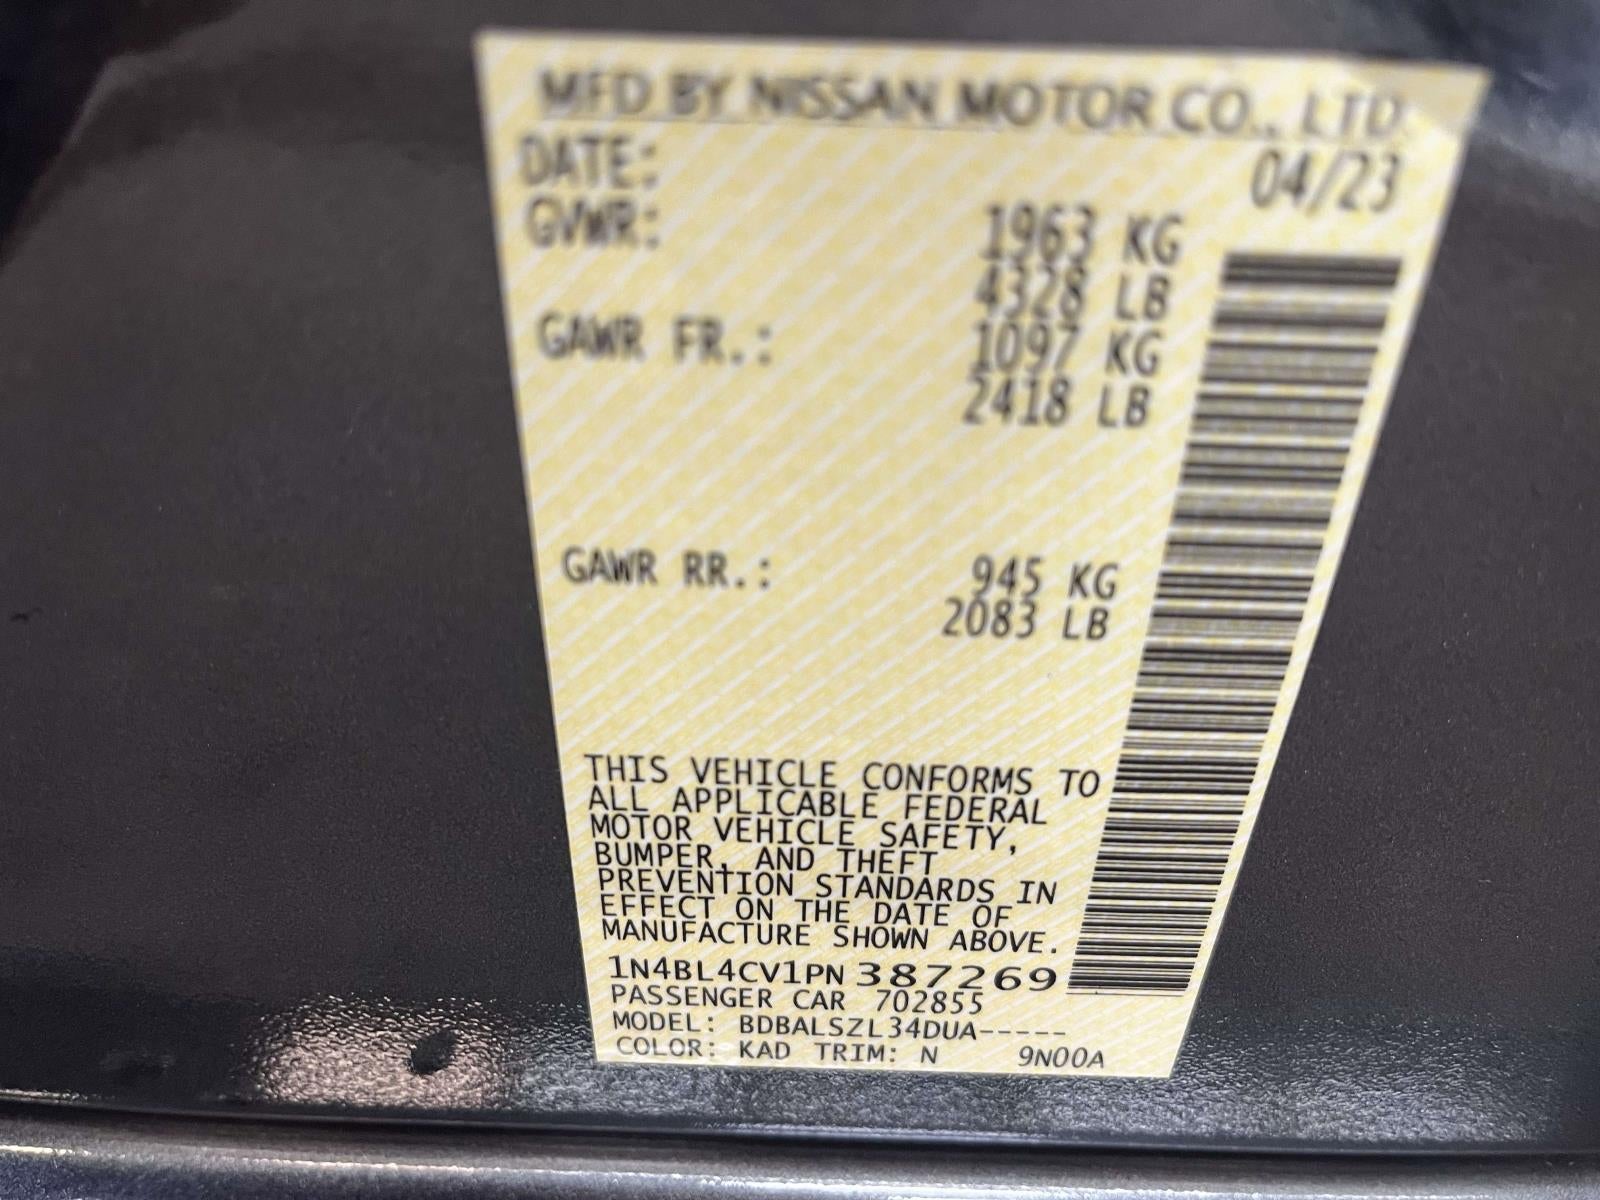 MFD BY NISSAN MOTOR CO., LTD.
DATE: 04/23
GVWR: 1963 KG
4328 LB
GAWR FR.: 1097 KG
2418 LB
GAWR RR.: 945 KG
2083 LB
THIS VEHICLE CONFORMS TO
ALL APPLICABLE FEDERAL
MOTOR VEHICLE SAFETY,
BUMPER, AND THEFT
PREVENTION STANDARDS IN
EFFECT ON THE DATE OF
MANUFACTURE SHOWN ABOVE.
1N4BL4CV1PN387269
PASSENGER CAR 702855
MODEL: BDBALSZL34DUA-----
COLOR: KAD TRIM: N 9N00A